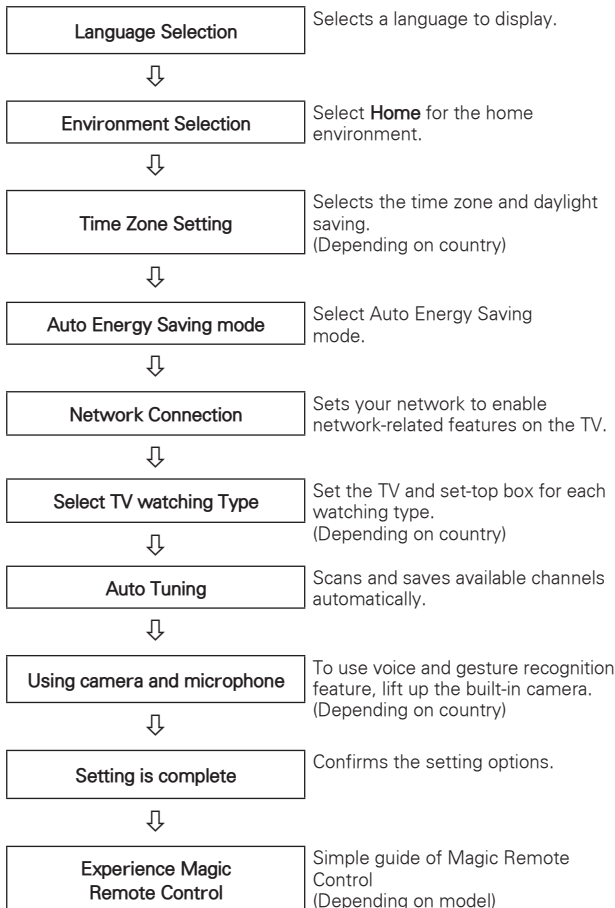 Language Selection
Selects a language to display.
Environment Selection
Select Home for the home
environment.
Time Zone Setting
Selects the time zone and daylight
saving.
(Depending on country)
Auto Energy Saving mode
Select Auto Energy Saving
mode.
Network Connection
Sets your network to enable
network-related features on the TV.
Select TV watching Type
Set the TV and set-top box for each
watching type.
(Depending on country)
Auto Tuning
Scans and saves available channels
automatically.
Using camera and microphone
To use voice and gesture recognition
feature, lift up the built-in camera.
(Depending on country)
Setting is complete
Confirms the setting options.
Experience Magic
Remote Control
Simple guide of Magic Remote
Control
(Depending on model)